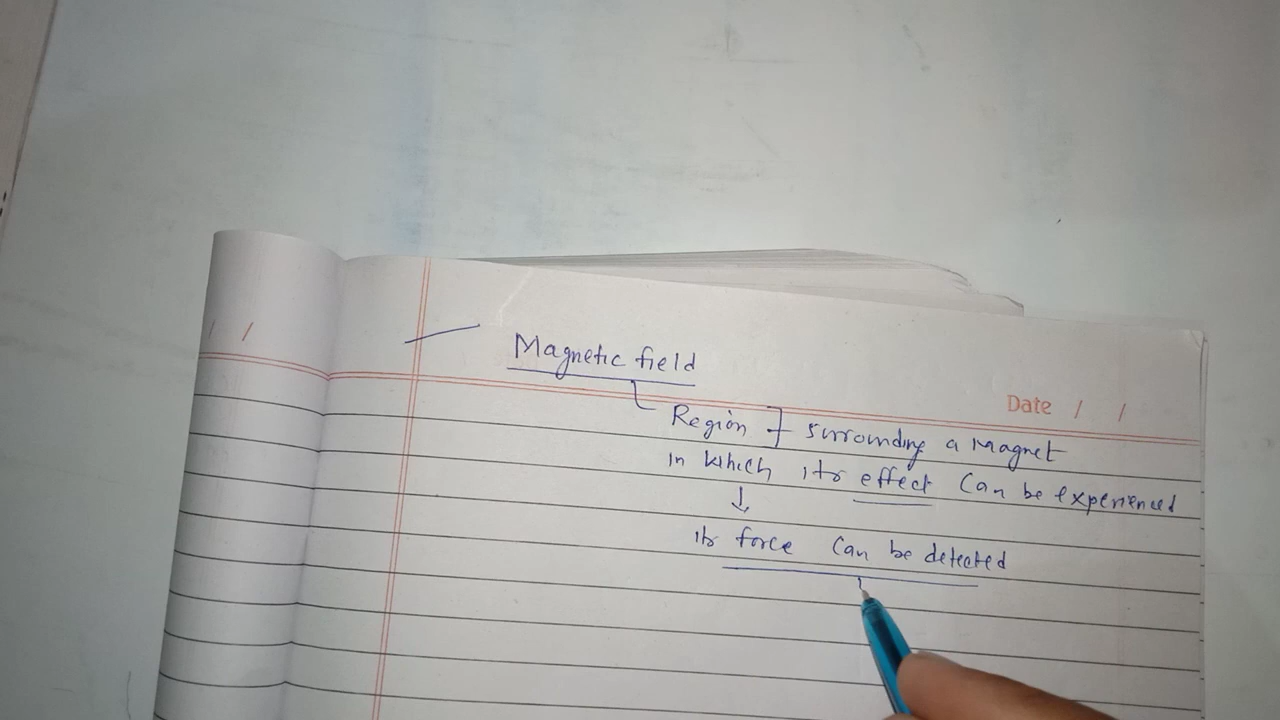 Magnetic field
Date / /
Region surrounding a Magnet
in which its effect can be experienced
↓
its force can be detected